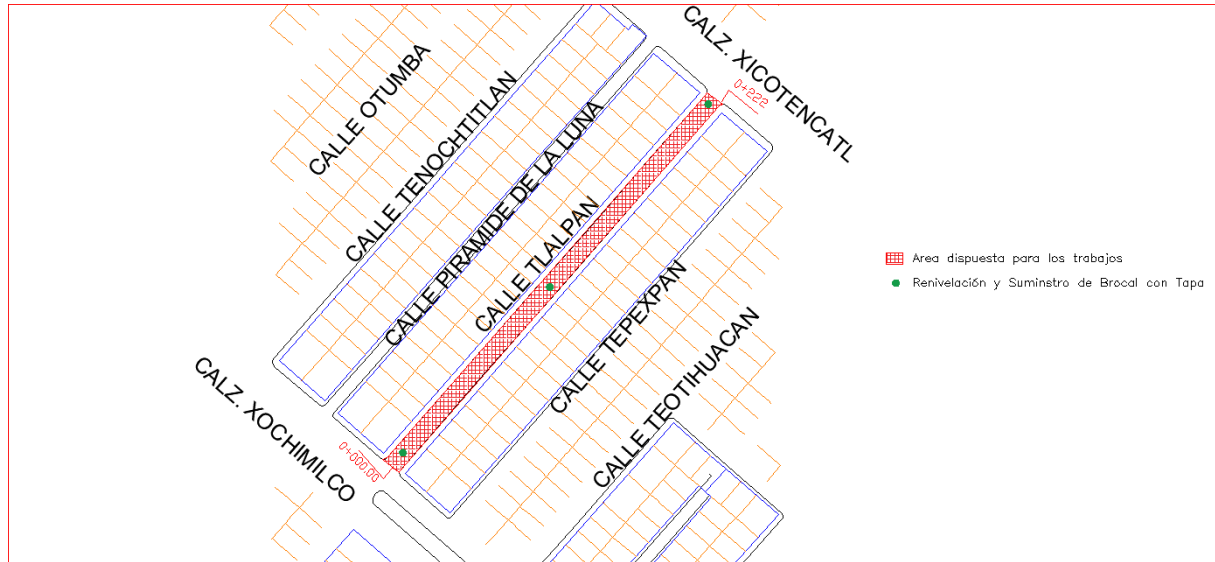 CALZ. XICOTENCATL
CALLE OTUMBA
CALLE TENOCHTITLAN
0+222
CALLE PIRAMIDE DE LA LUNA
CALLE TLALPAN
Area dispuesta para los trabajos
Renivelación y Suminstro de Brocal con Tapa
CALLE TEPEXPAN
CALLE TEOTIHUACAN
CALZ. XOCHIMILCO
0+000.00